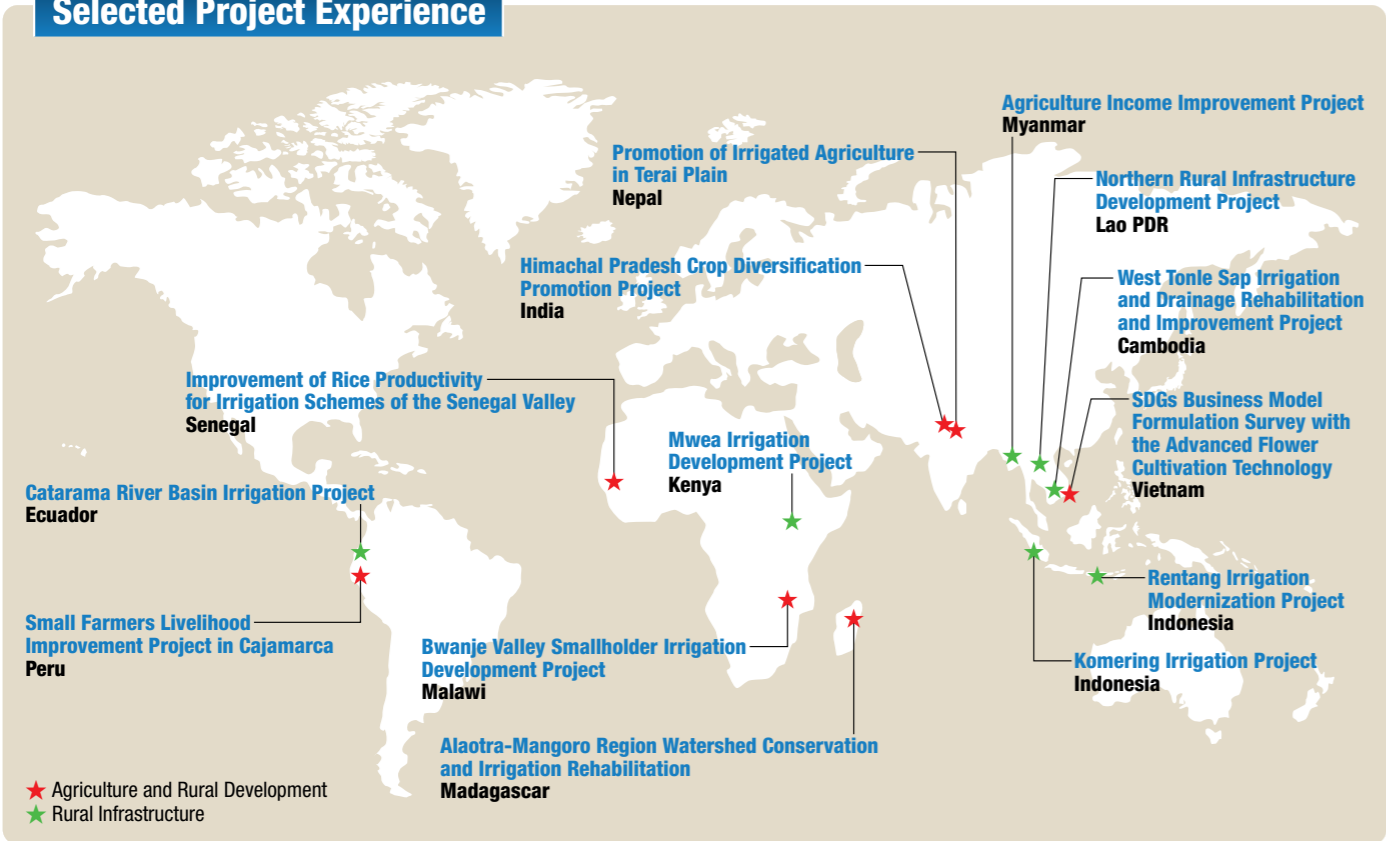 Selected Project Experience
Agriculture Income Improvement Project
Myanmar
Promotion of Irrigated Agriculture
in Terai Plain
Nepal
Northern Rural Infrastructure
Development Project
Lao PDR
Himachal Pradesh Crop Diversification
Promotion Project
India
West Tonle Sap Irrigation
and Drainage Rehabilitation
and Improvement Project
Cambodia
Improvement of Rice Productivity
for Irrigation Schemes of the Senegal Valley
Senegal
SDGs Business Model
Formulation Survey with
the Advanced Flower
Cultivation Technology
Vietnam
Mwea Irrigation
Development Project
Kenya
Catarama River Basin Irrigation Project
Ecuador
Rentang Irrigation
Modernization Project
Indonesia
Small Farmers Livelihood
Improvement Project in Cajamarca
Peru
Bwanje Valley Smallholder Irrigation
Development Project
Malawi
Komering Irrigation Project
Indonesia
Alaotra-Mangoro Region Watershed Conservation
and Irrigation Rehabilitation
Madagascar
Agriculture and Rural Development
Rural Infrastructure